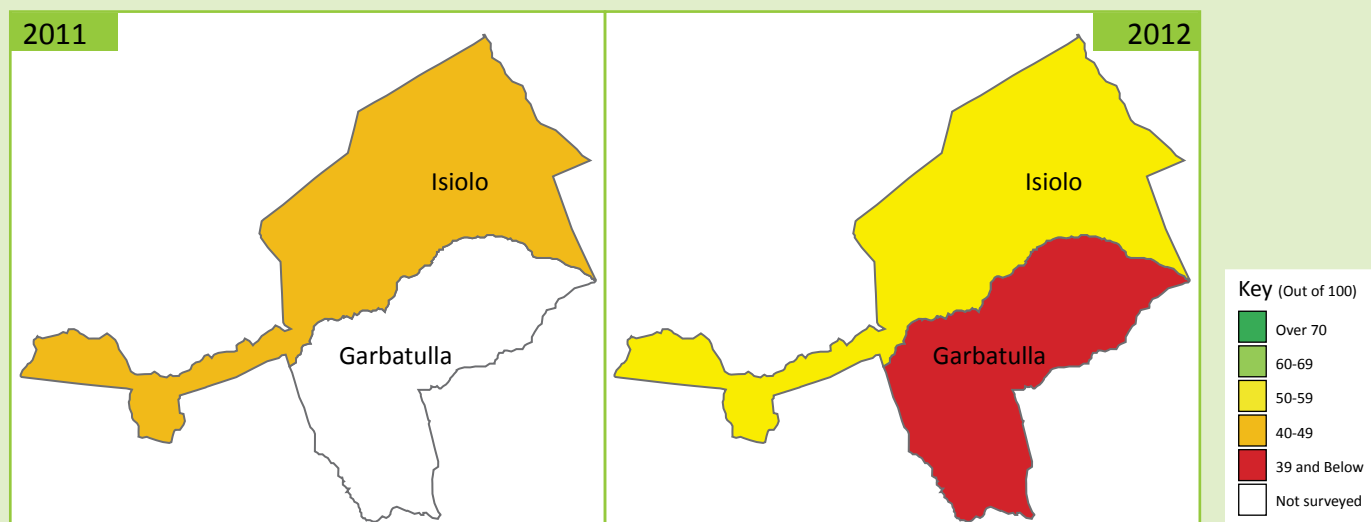 2011
2012
Isiolo
Garbatulla
Isiolo
Garbatulla
Key (Out of 100)
Over 70
60-69
50-59
40-49
39 and Below
Not surveyed